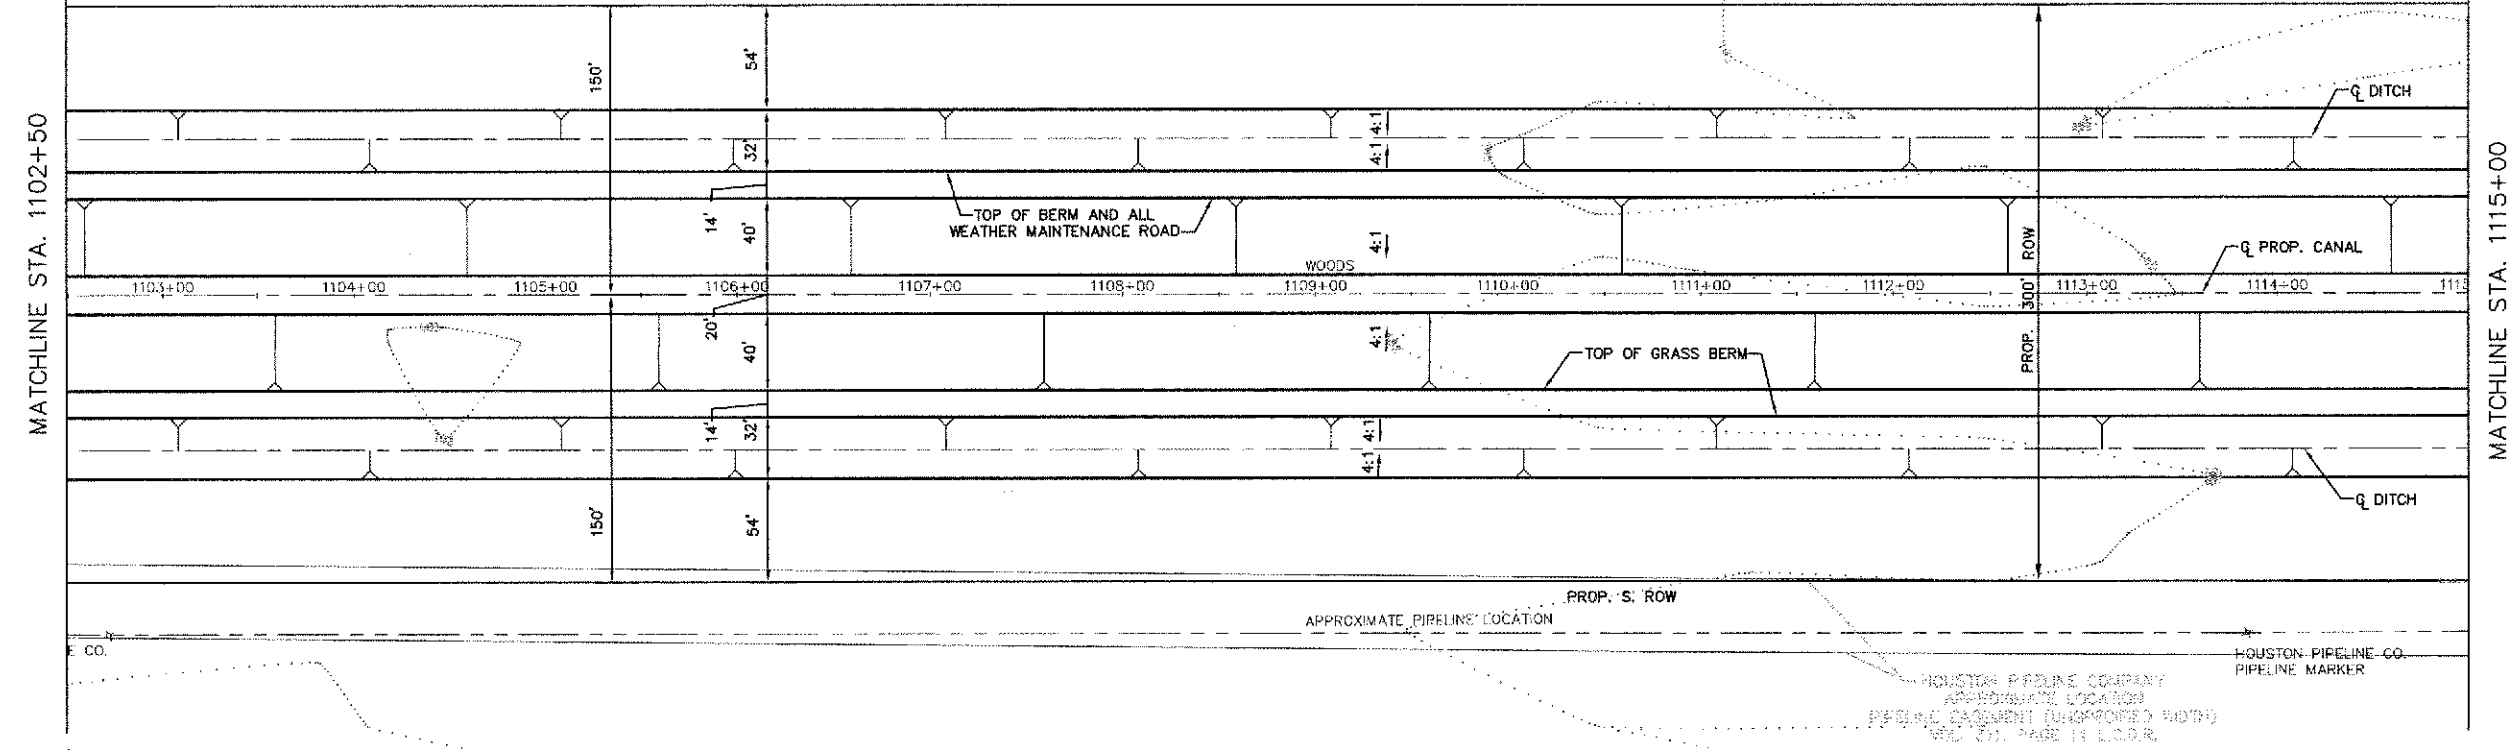 MATCHLINE STA. 1102+50
150'
54'
32'
14'
40'
4:1
4:1
4:1
TOP OF BERM AND ALL
WEATHER MAINTENANCE ROAD
℄ DITCH
PROP. 300' ROW
℄ PROP. CANAL
WOODS
1103+00
1104+00
1105+00
1106+00
1107+00
1108+00
1109+00
1110+00
1111+00
1112+00
1113+00
1114+00
MATCHLINE STA. 1115+00
20'
40'
4:1
TOP OF GRASS BERM
14'
32'
4:1
4:1
℄ DITCH
150'
54'
PROP. S. ROW
APPROXIMATE PIPELINE LOCATION
E CO.
HOUSTON PIPELINE CO.
PIPELINE MARKER
HOUSTON PIPELINE COMPANY
APPROXIMATE LOCATION
PIPELINE EASEMENT